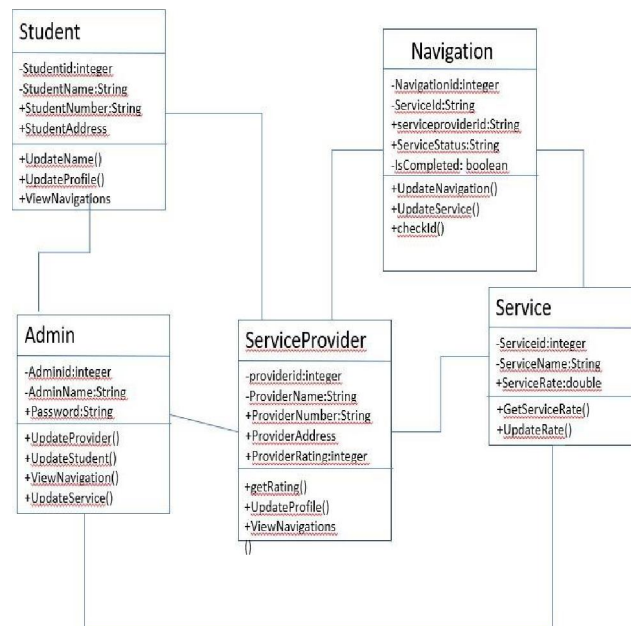 Student
-Studentid:integer
-StudentName:String
+StudentNumber:String
+StudentAddress
+UpdateName()
+UpdateProfile()
+ViewNavigations
Navigation
-NavigationId:integer
-ServiceId:String
+serviceproviderid:String
+ServiceStatus:String
-IsCompleted: boolean
+UpdateNavigation()
+UpdateService()
+checkId()
Admin
-AdminId:integer
-AdminName:String
+Password:String
+UpdateProvider()
+UpdateStudent()
+ViewNavigation()
+UpdateService()
ServiceProvider
-providerid:integer
-ProviderName:String
+ProviderNumber:String
+ProviderAddress
+ProviderRating:integer
+getRating()
+UpdateProfile()
+ViewNavigations
()
Service
-Serviceid:integer
-ServiceName:String
+ServiceRate:double
+GetServiceRate()
+UpdateRate()